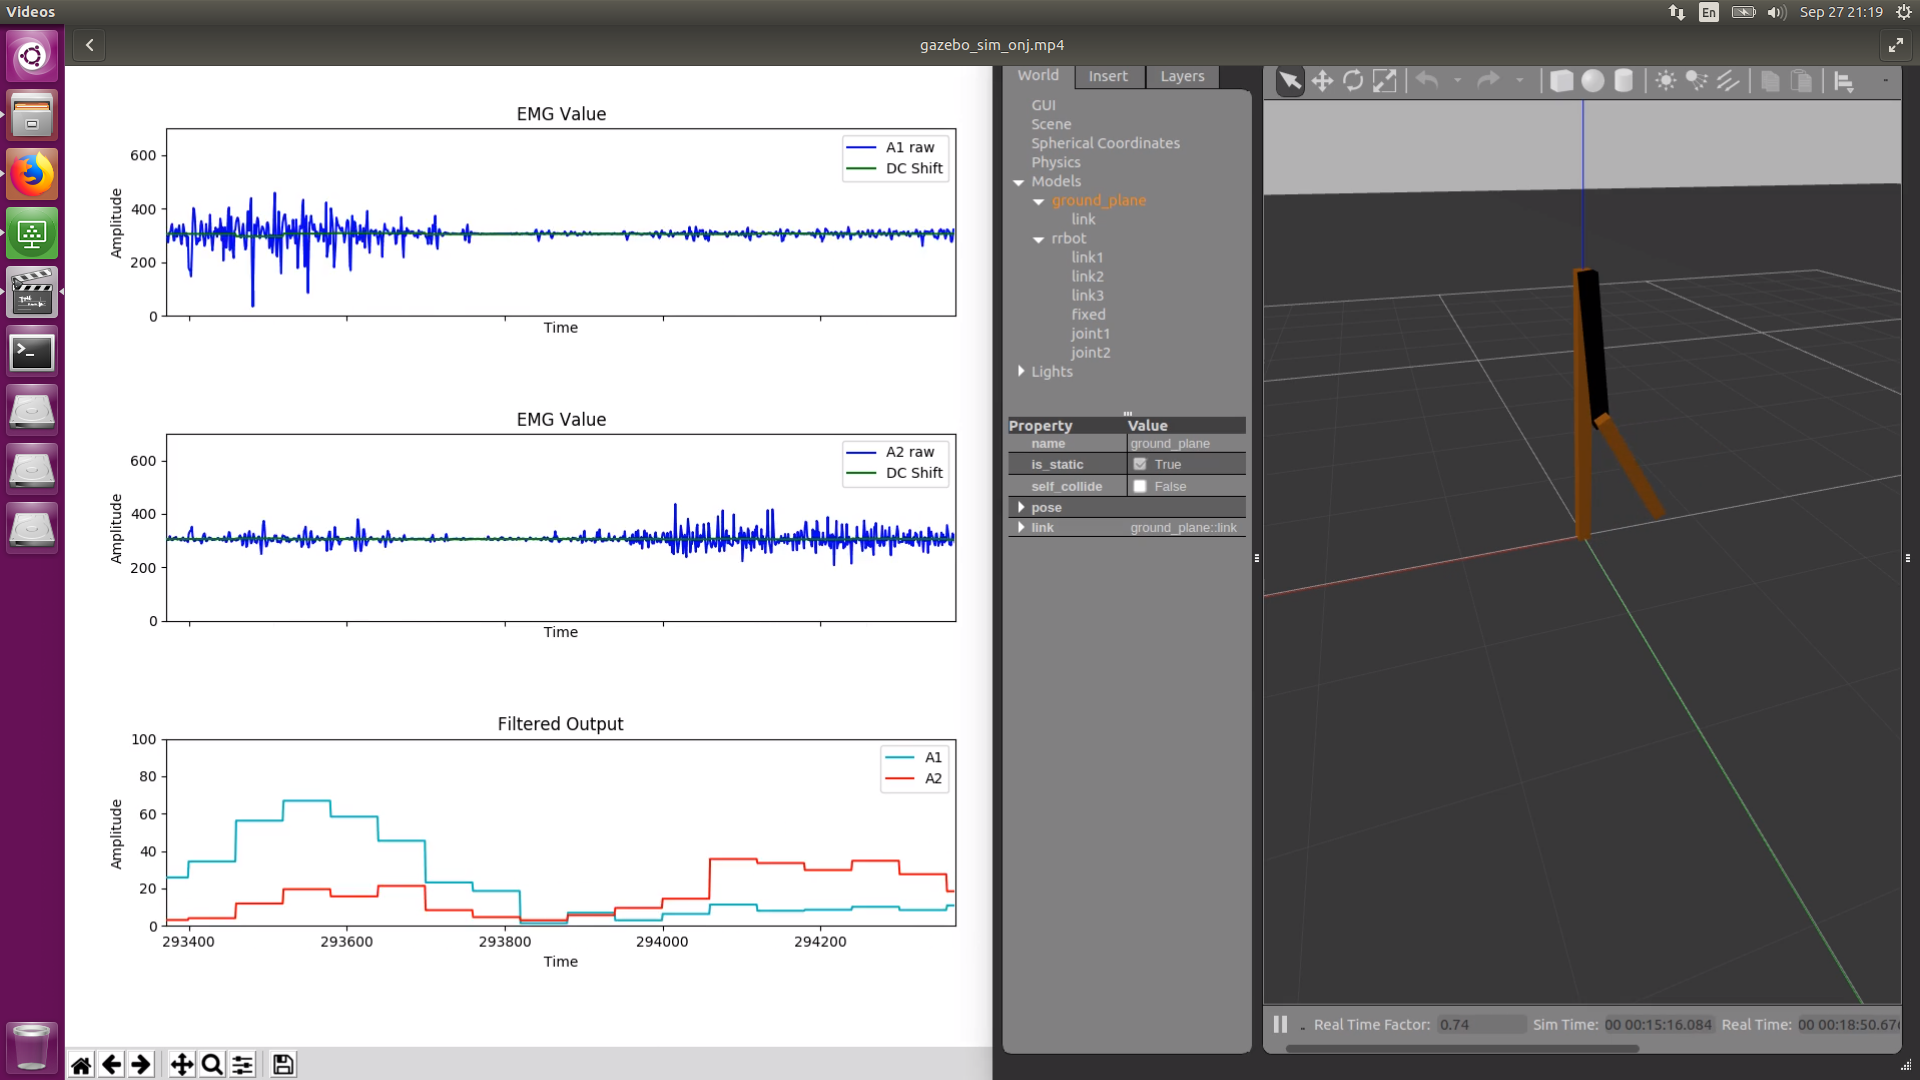 Videos
En
Sep 27 21:19
gazebo_sim_onj.mp4
EMG Value
A1 raw
DC Shift
600
400
200
0
Amplitude
Time
EMG Value
A2 raw
DC Shift
600
400
200
0
Amplitude
Time
Filtered Output
A1
A2
100
80
60
40
20
0
Amplitude
293400 293600 293800 294000 294200
Time
World Insert Layers
GUI
Scene
Spherical Coordinates
Physics
Models
ground_plane
link
rrbot
link1
link2
link3
fixed
joint1
joint2
Lights
Property Value
name ground_plane
is_static True
self_collide False
pose
link ground_plane::link
Real Time Factor: 0.74 Sim Time: 00 00:15:16.084 Real Time: 00 00:18:50.67